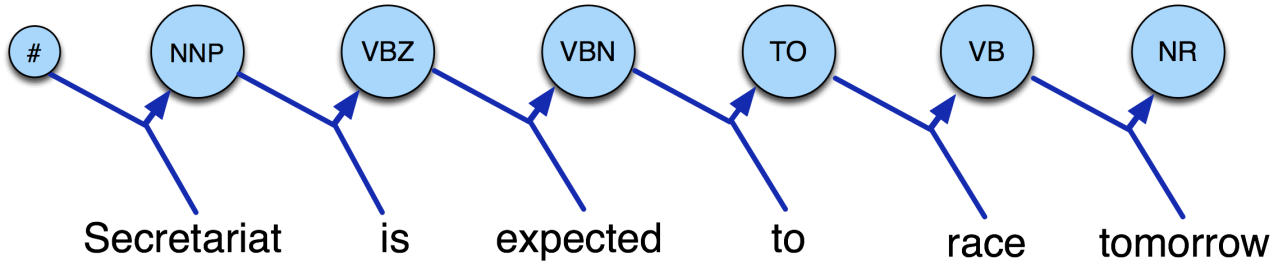 # NNP VBZ VBN TO VB NR
Secretariat is expected to race tomorrow